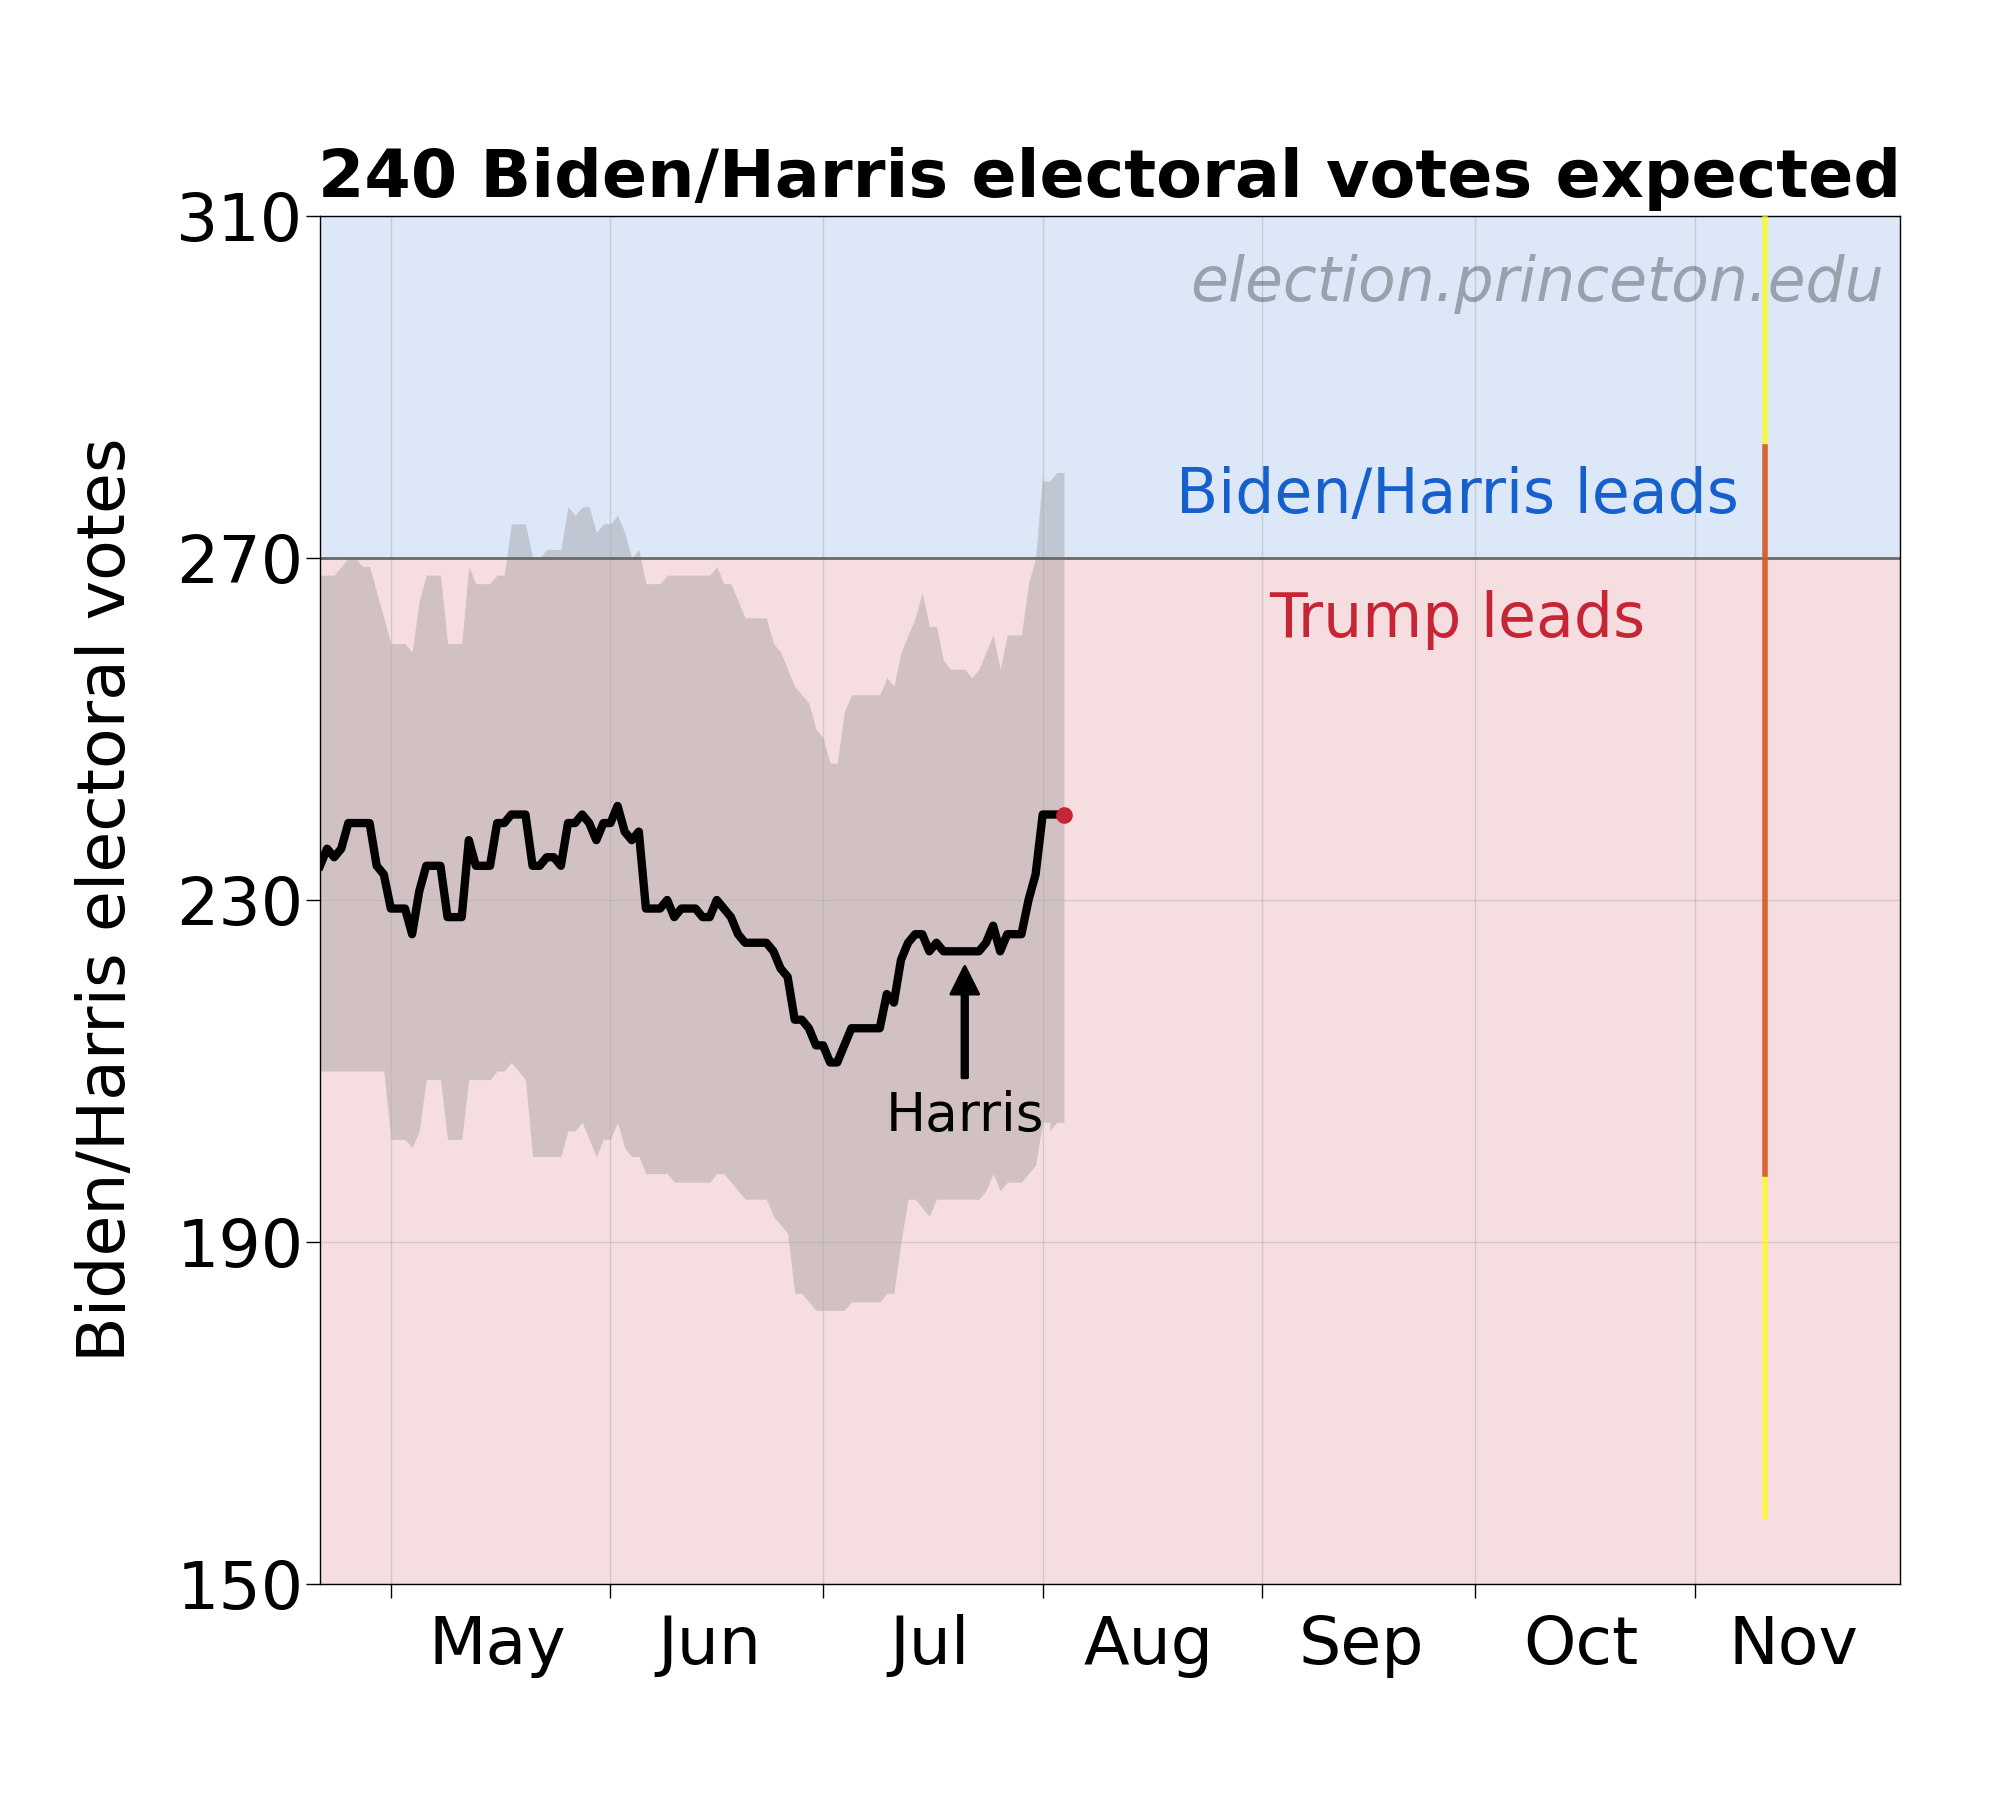 240 Biden/Harris electoral votes expected
310
election.princeton.edu
Biden/Harris leads
270
Trump leads
Biden/Harris electoral votes
230
Harris
190
150
May Jun Jul Aug Sep Oct Nov